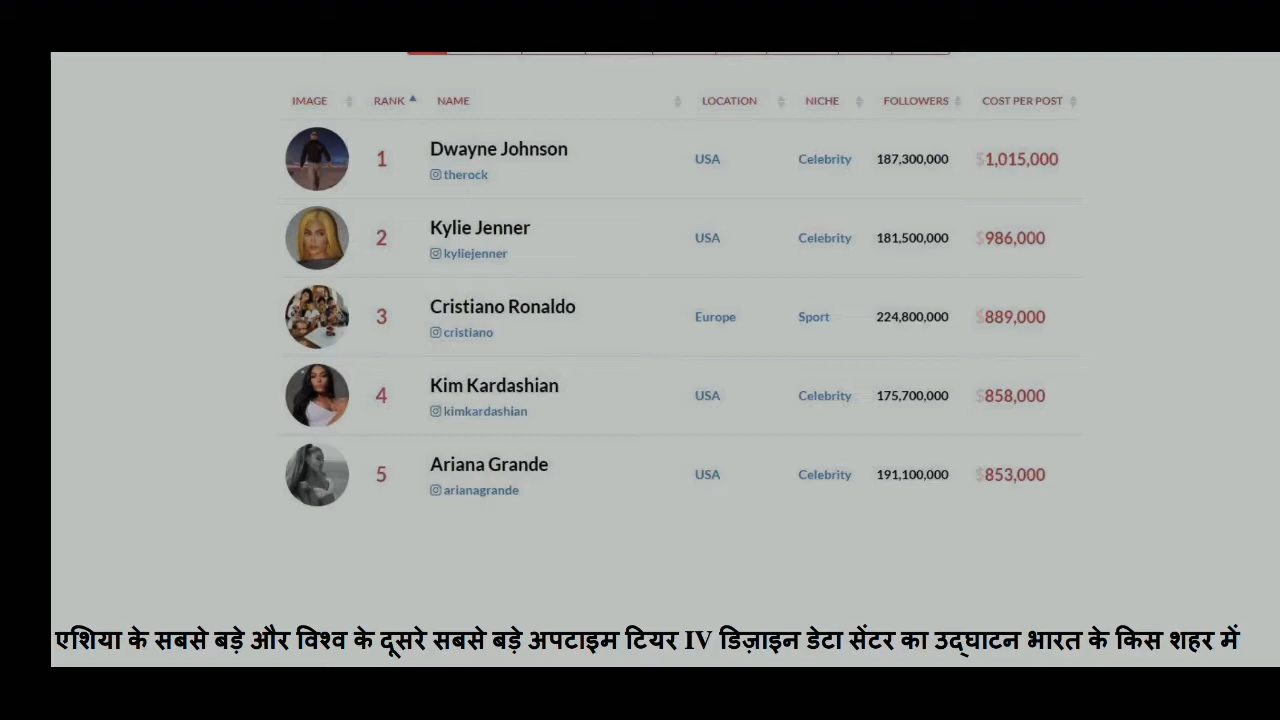 IMAGE RANK NAME LOCATION NICHE FOLLOWERS COST PER POST
1 Dwayne Johnson USA Celebrity 187,300,000 $1,015,000
therock
2 Kylie Jenner USA Celebrity 181,500,000 $986,000
kyliejenner
3 Cristiano Ronaldo Europe Sport 224,800,000 $889,000
cristiano
4 Kim Kardashian USA Celebrity 175,700,000 $858,000
kimkardashian
5 Ariana Grande USA Celebrity 191,100,000 $853,000
arianagrande
एशिया के सबसे बड़े और विश्व के दूसरे सबसे बड़े अपटाइम टियर IV डिज़ाइन डेटा सेंटर का उद्घाटन भारत के किस शहर में